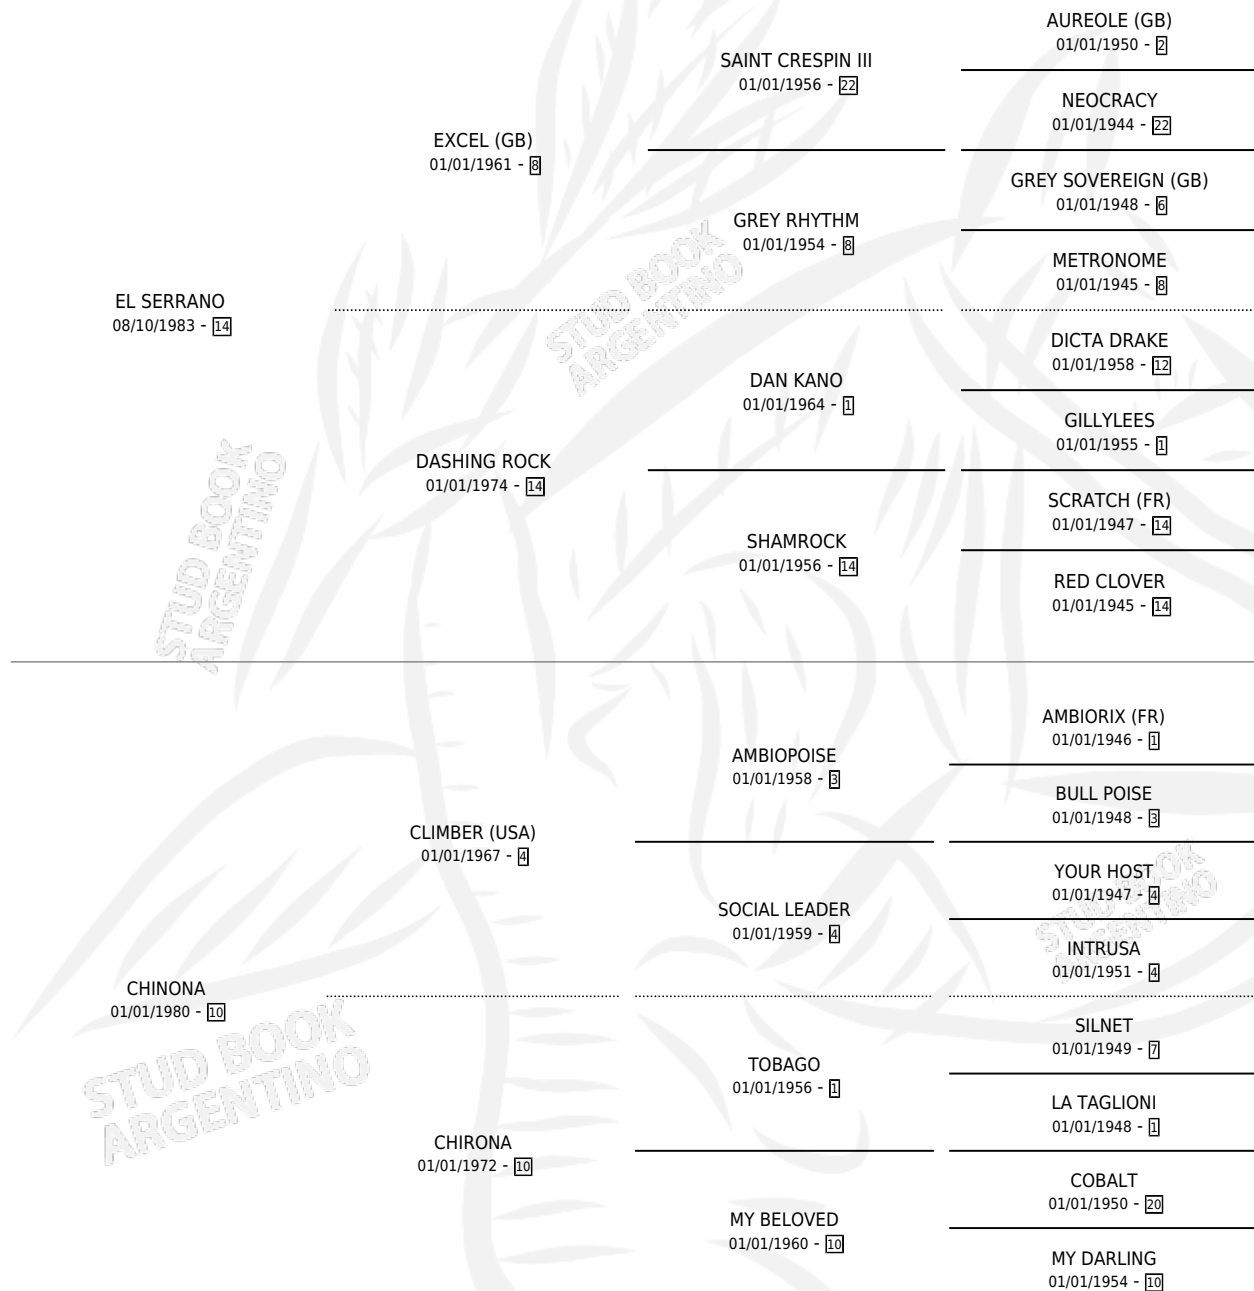 AUREOLE (GB)
01/01/1950 - 2
SAINT CRESPIN III
01/01/1956 - 22
NEOCRACY
01/01/1944 - 22
EXCEL (GB)
01/01/1961 - 8
GREY SOVEREIGN (GB)
01/01/1948 - 6
GREY RHYTHM
01/01/1954 - 8
METRONOME
01/01/1945 - 8
EL SERRANO
08/10/1983 - 14
DICTA DRAKE
01/01/1958 - 12
DAN KANO
01/01/1964 - 1
GILLYLEES
01/01/1955 - 1
DASHING ROCK
01/01/1974 - 14
SCRATCH (FR)
01/01/1947 - 14
SHAMROCK
01/01/1956 - 14
RED CLOVER
01/01/1945 - 14
AMBIORIX (FR)
01/01/1946 - 1
AMBIOPOISE
01/01/1958 - 3
BULL POISE
01/01/1948 - 3
CLIMBER (USA)
01/01/1967 - 4
YOUR HOST
01/01/1947 - 4
SOCIAL LEADER
01/01/1959 - 4
INTRUSA
01/01/1951 - 4
CHINONA
01/01/1980 - 10
SILNET
01/01/1949 - 7
TOBAGO
01/01/1956 - 1
LA TAGLIONI
01/01/1948 - 1
CHIRONA
01/01/1972 - 10
COBALT
01/01/1950 - 20
MY BELOVED
01/01/1960 - 10
MY DARLING
01/01/1954 - 10
STUD BOOK
ARGENTINO
STUD BOOK
ARGENTINO
STUD BOOK
ARGENTINO
STUD BOOK
ARGENTINO